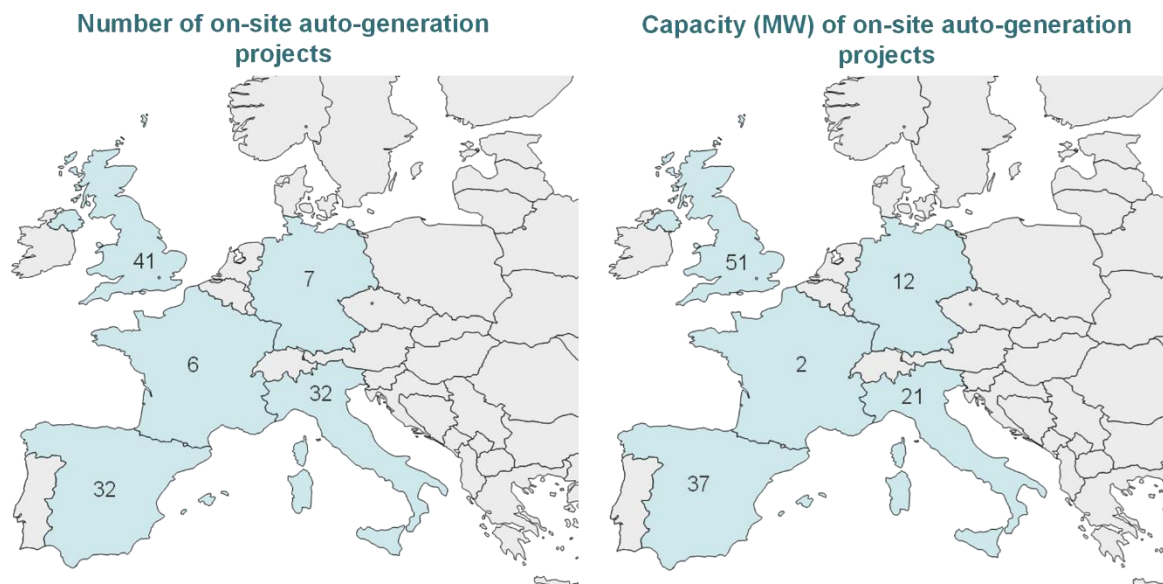 Number of on-site auto-generation
projects
41
7
6
32
32
Capacity (MW) of on-site auto-generation
projects
51
12
2
21
37